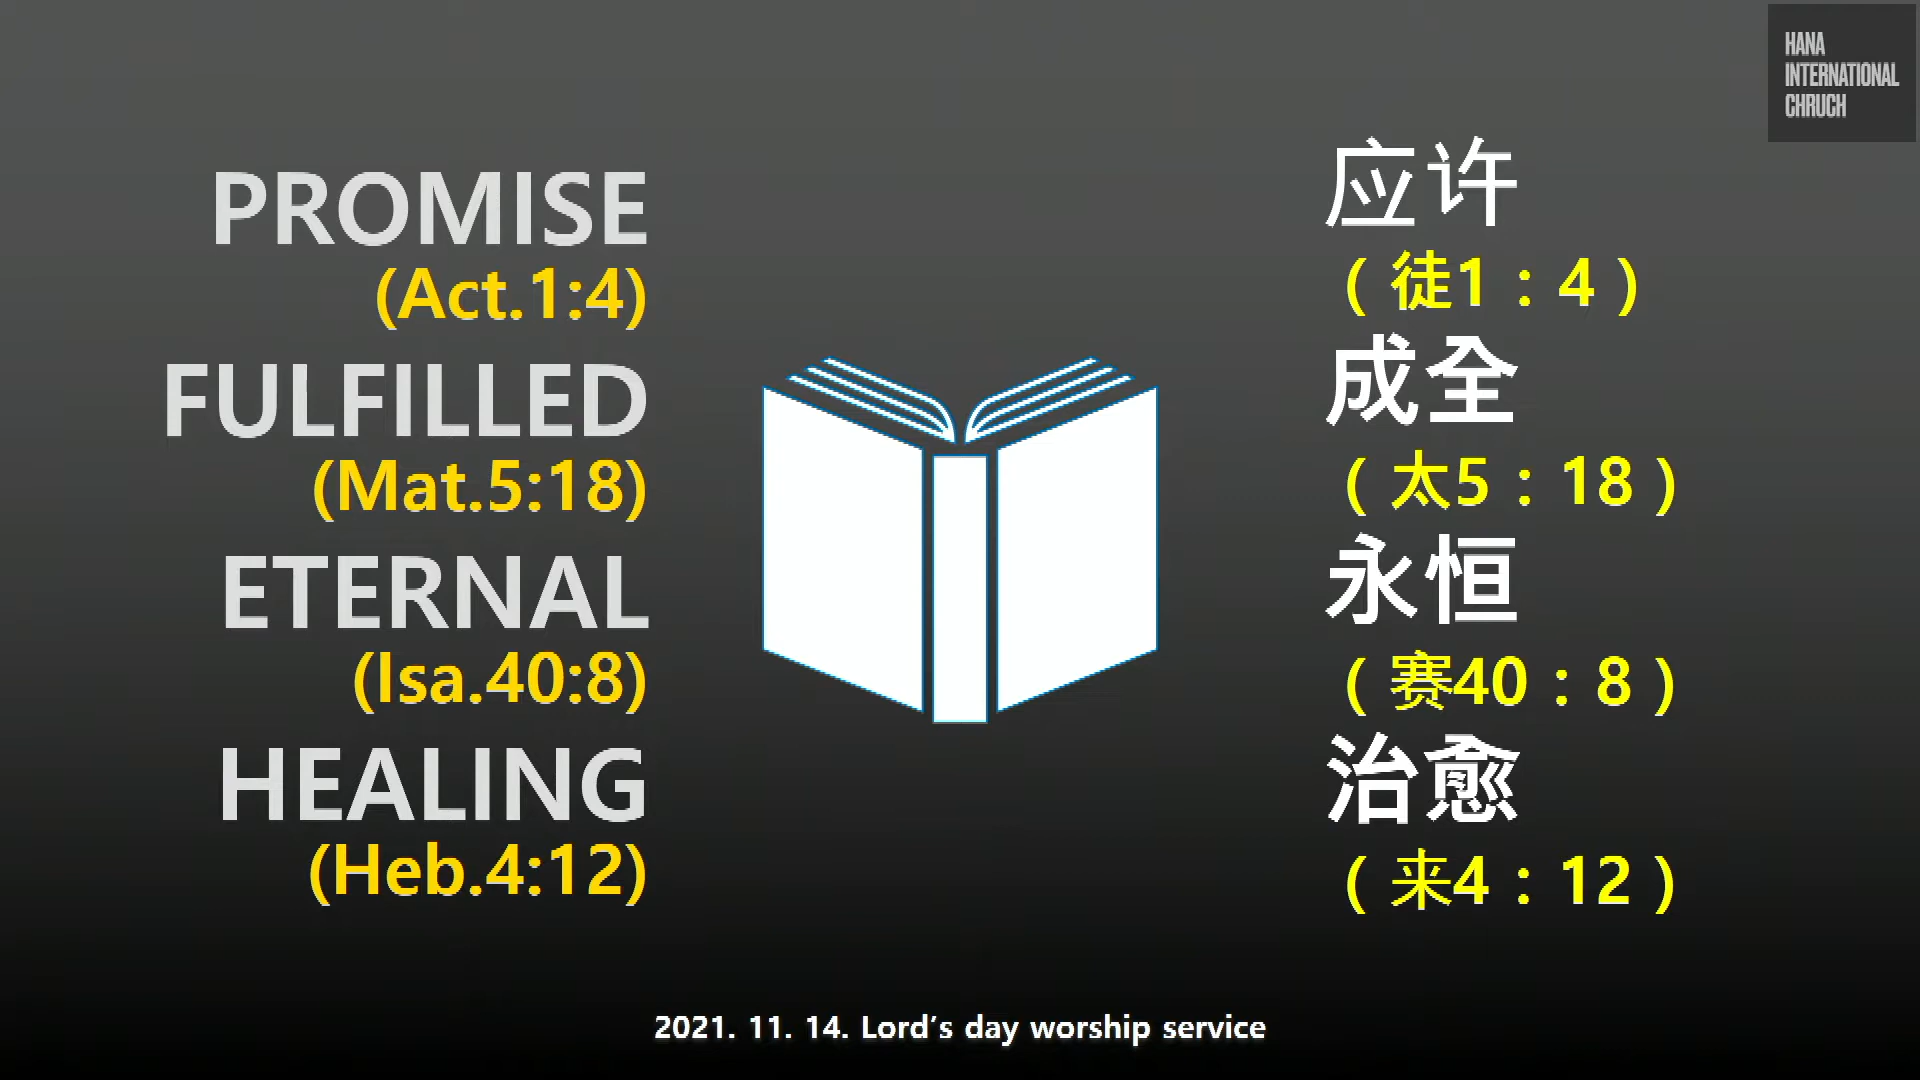 HANA
INTERNATIONAL
CHRUCH
PROMISE
(Act.1:4)
FULFILLED
(Mat.5:18)
ETERNAL
(Isa.40:8)
HEALING
(Heb.4:12)
应许
（徒1：4）
成全
（太5：18）
永恒
（赛40：8）
治愈
（来4：12）
2021. 11. 14. Lord’s day worship service